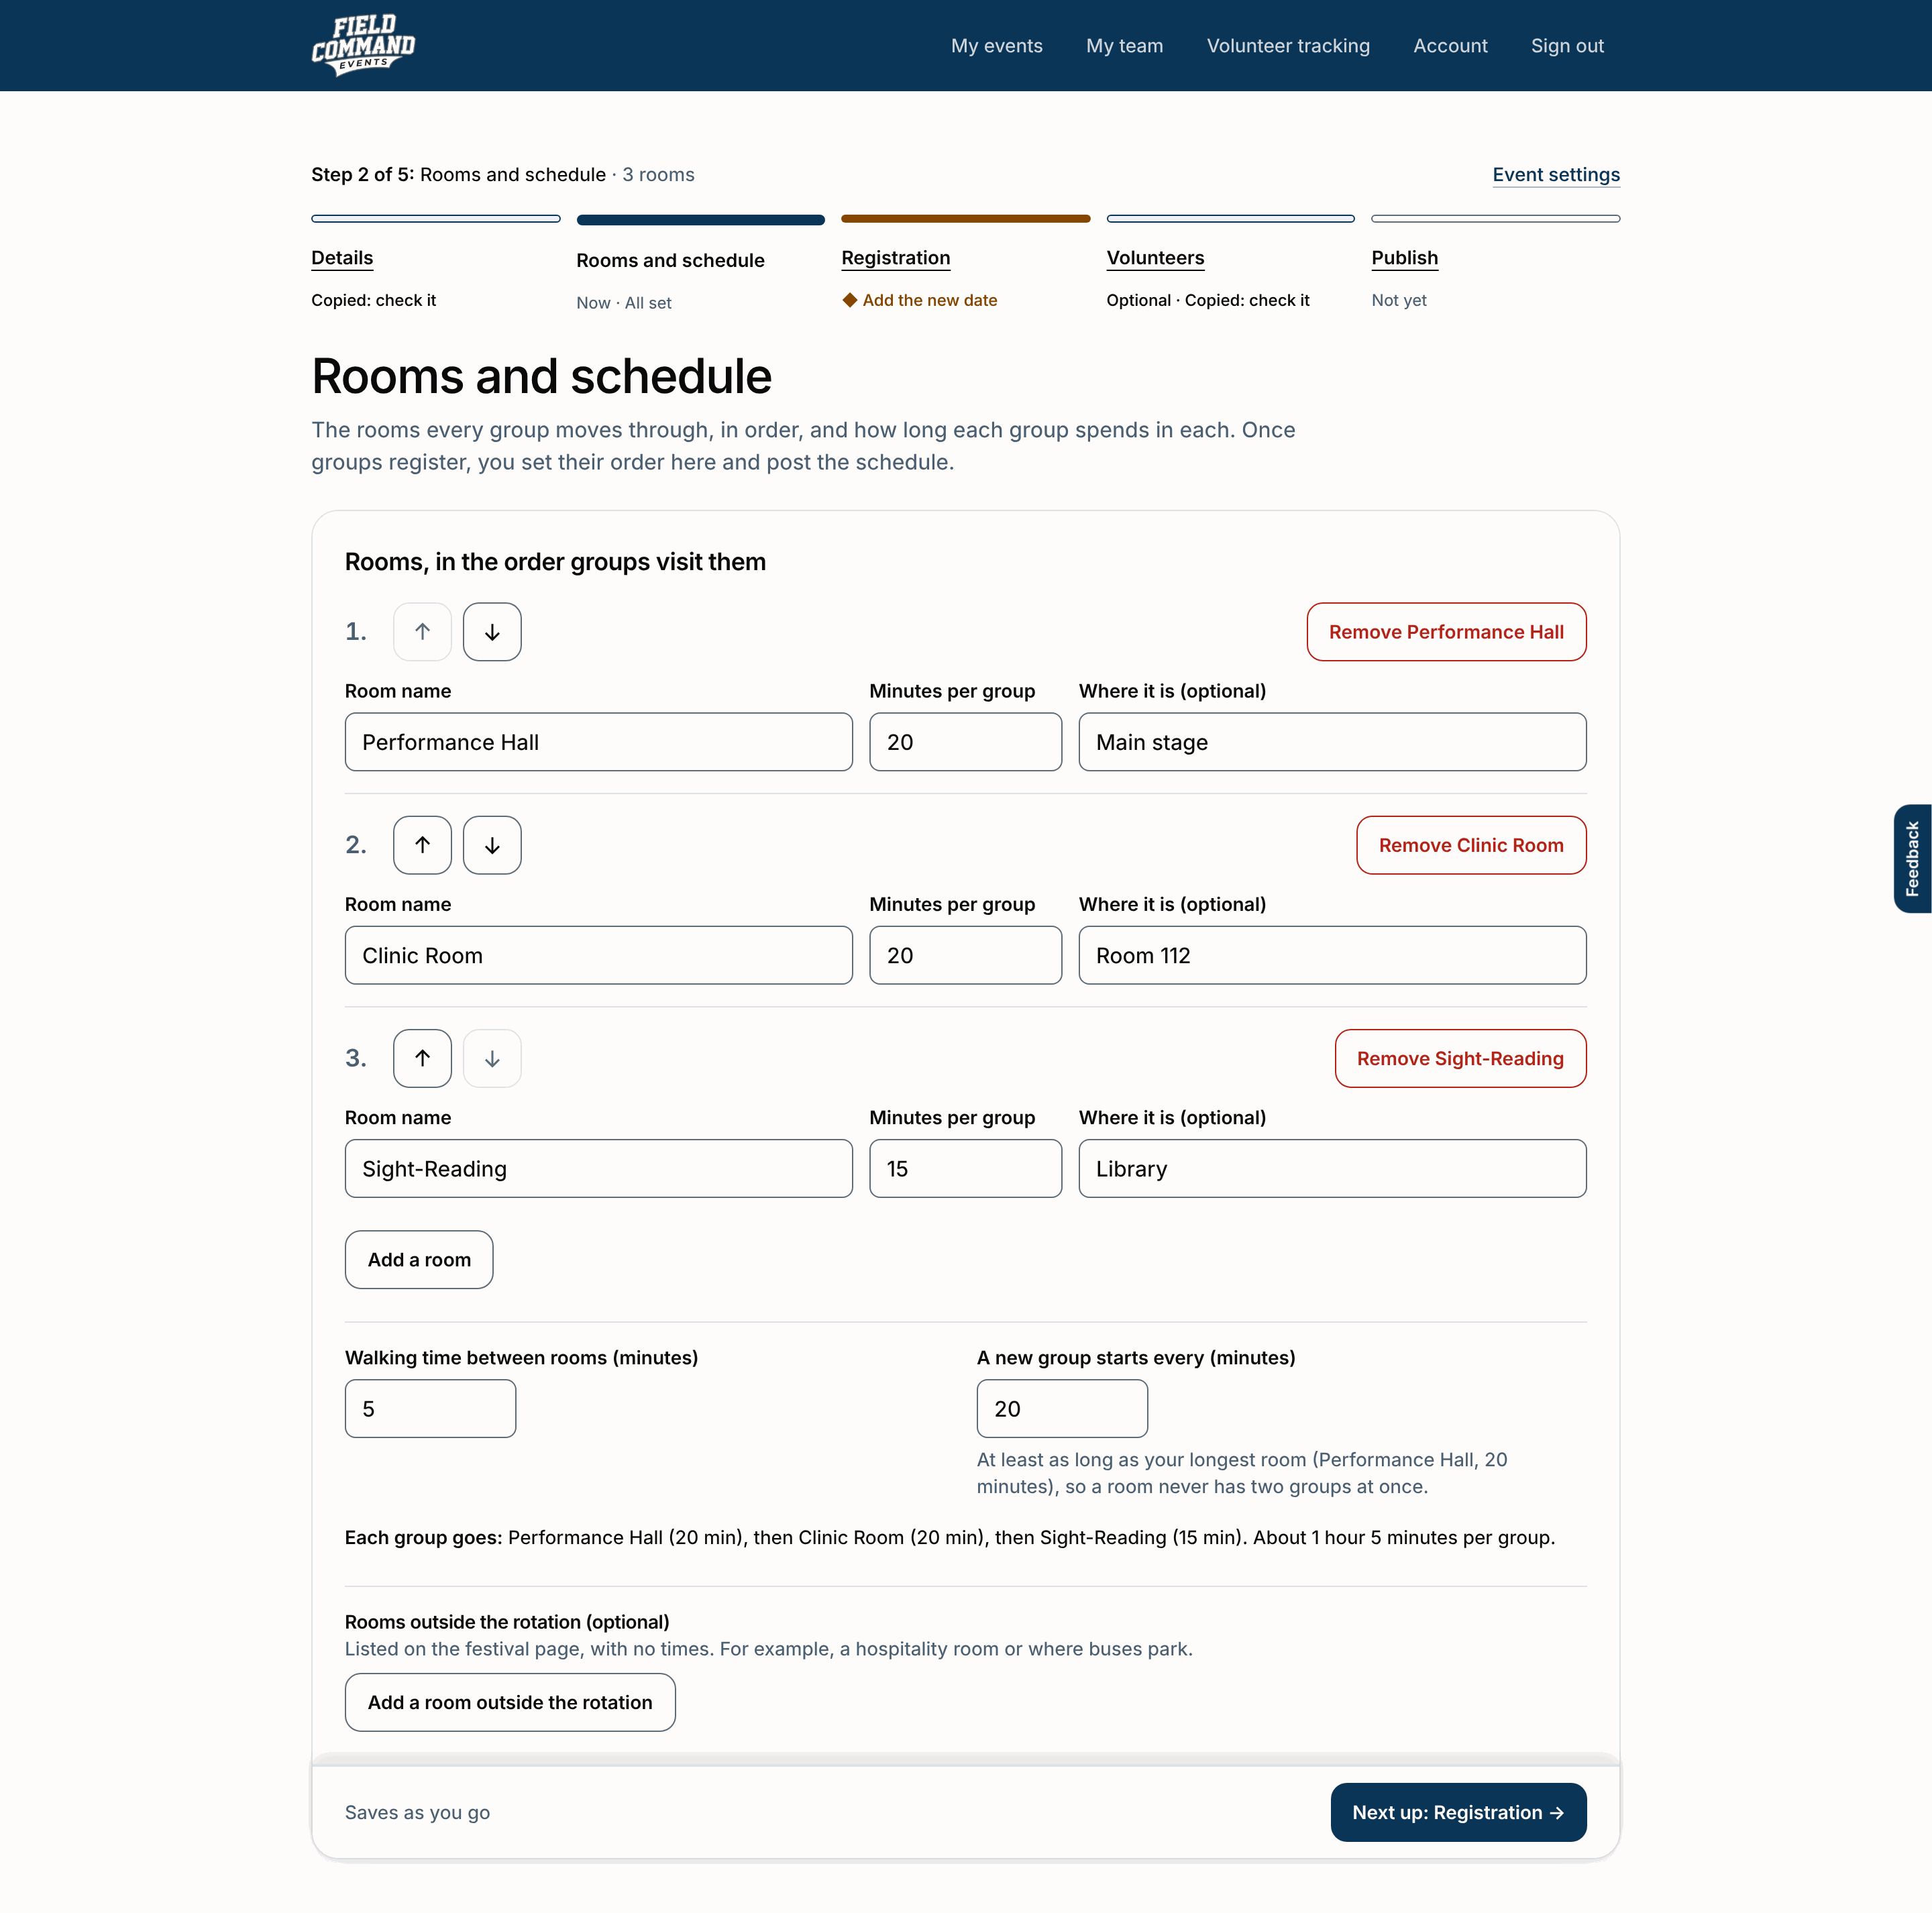 FIELD COMMAND EVENTS
My events
My team
Volunteer tracking
Account
Sign out
Step 2 of 5: Rooms and schedule · 3 rooms
Event settings
Details
Copied: check it
Rooms and schedule
Now · All set
Registration
Add the new date
Volunteers
Optional · Copied: check it
Publish
Not yet
Rooms and schedule
The rooms every group moves through, in order, and how long each group spends in each. Once
groups register, you set their order here and post the schedule.
Rooms, in the order groups visit them
1.
↑
↓
Remove Performance Hall
Room name
Minutes per group
Where it is (optional)
Performance Hall
20
Main stage
2.
↑
↓
Remove Clinic Room
Room name
Minutes per group
Where it is (optional)
Clinic Room
20
Room 112
3.
↑
↓
Remove Sight-Reading
Room name
Minutes per group
Where it is (optional)
Sight-Reading
15
Library
Add a room
Walking time between rooms (minutes)
5
A new group starts every (minutes)
20
At least as long as your longest room (Performance Hall, 20
minutes), so a room never has two groups at once.
Each group goes: Performance Hall (20 min), then Clinic Room (20 min), then Sight-Reading (15 min). About 1 hour 5 minutes per group.
Rooms outside the rotation (optional)
Listed on the festival page, with no times. For example, a hospitality room or where buses park.
Add a room outside the rotation
Saves as you go
Next up: Registration →
Feedback